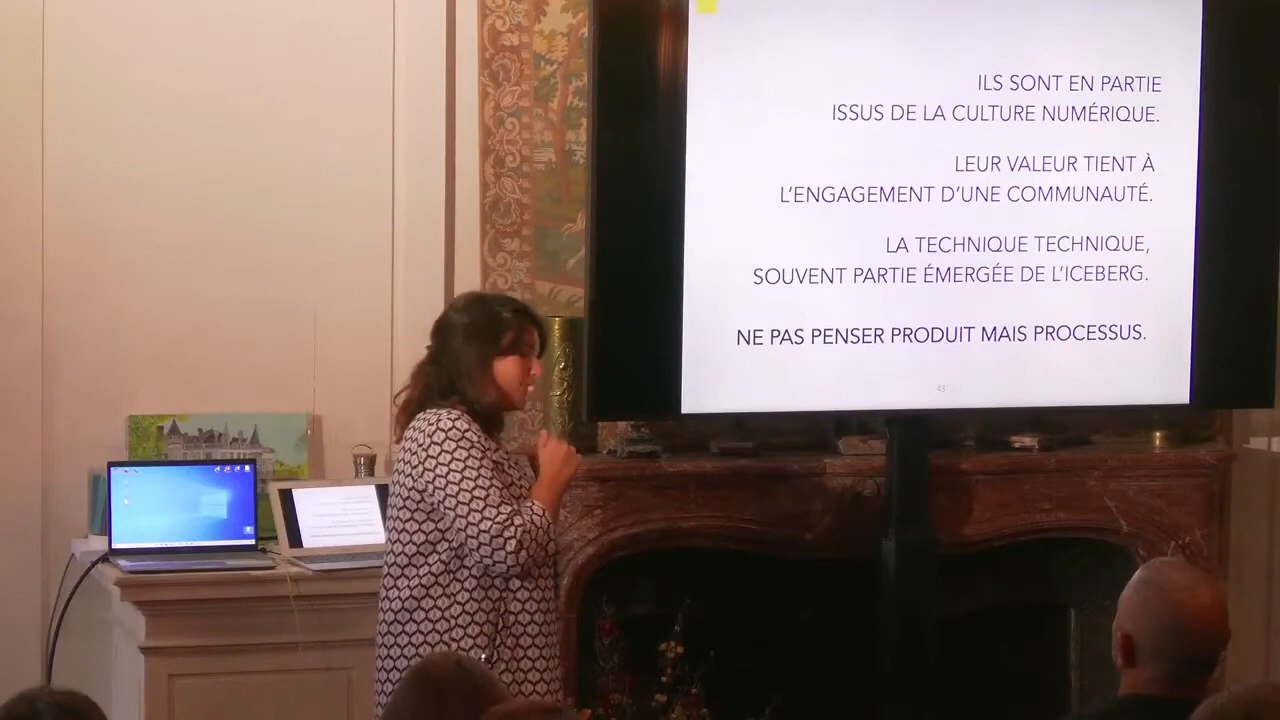 ILS SONT EN PARTIE
ISSUS DE LA CULTURE NUMÉRIQUE.
LEUR VALEUR TIENT À
L'ENGAGEMENT D'UNE COMMUNAUTÉ.
LA TECHNIQUE TECHNIQUE,
SOUVENT PARTIE ÉMERGÉE DE L'ICEBERG.
NE PAS PENSER PRODUIT MAIS PROCESSUS.
43